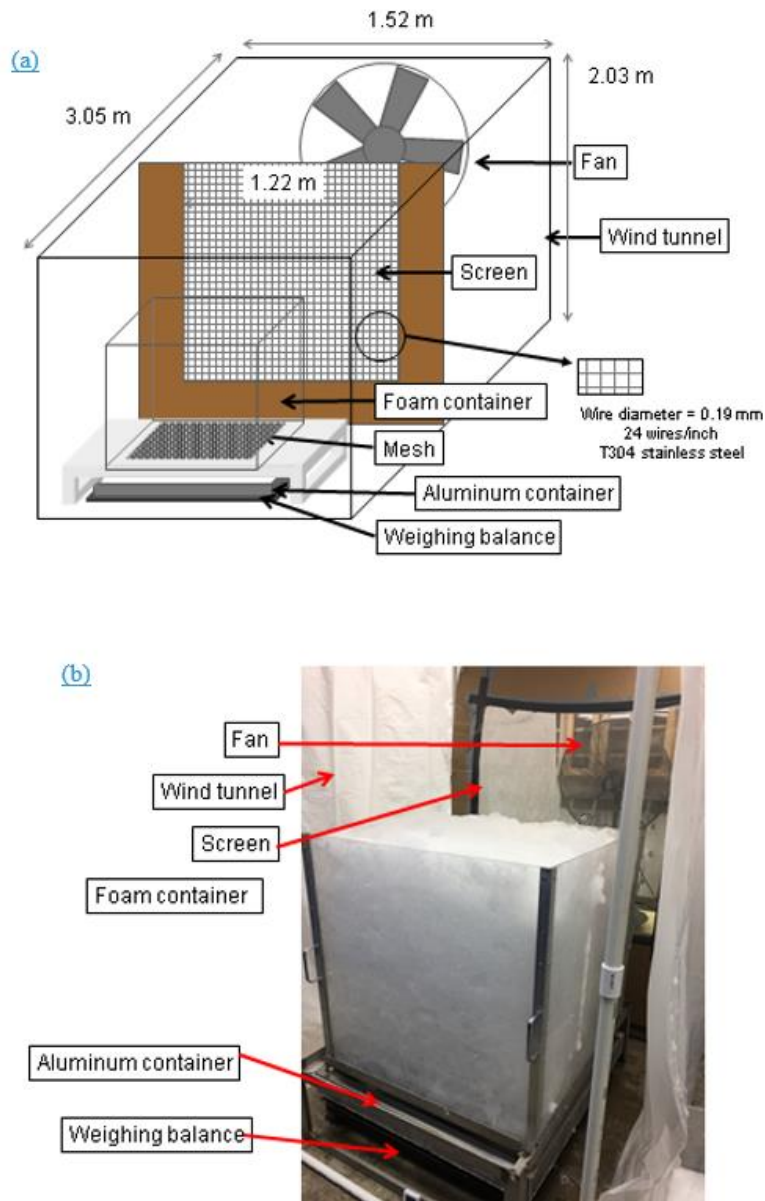 (a)
1.52 m
3.05 m
2.03 m
Fan
1.22 m
Wind tunnel
Screen
Foam container
Wire diameter = 0.19 mm
24 wires/inch
T304 stainless steel
Mesh
Aluminum container
Weighing balance
(b)
Fan
Wind tunnel
Screen
Foam container
Aluminum container
Weighing balance